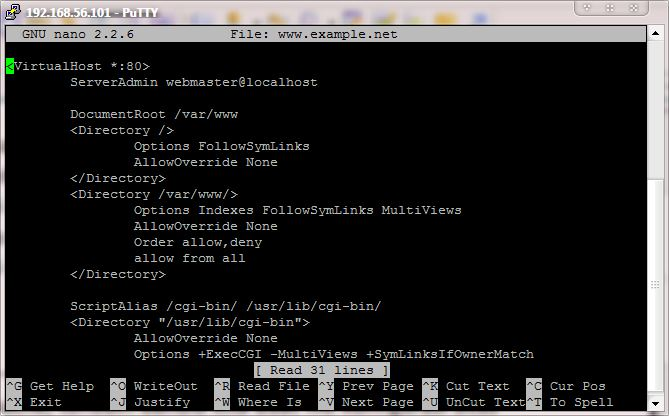 192.168.56.101 - PuTTY
GNU nano 2.2.6 File: www.example.net
<VirtualHost *:80>
ServerAdmin webmaster@localhost
DocumentRoot /var/www
<Directory />
Options FollowSymLinks
AllowOverride None
</Directory>
<Directory /var/www/>
Options Indexes FollowSymLinks MultiViews
AllowOverride None
Order allow,deny
allow from all
</Directory>
ScriptAlias /cgi-bin/ /usr/lib/cgi-bin/
<Directory "/usr/lib/cgi-bin">
AllowOverride None
Options +ExecCGI -MultiViews +SymLinksIfOwnerMatch
[ Read 31 lines ]
^G Get Help ^O WriteOut ^R Read File ^Y Prev Page ^K Cut Text ^C Cur Pos
^X Exit ^J Justify ^W Where Is ^V Next Page ^U UnCut Text ^T To Spell